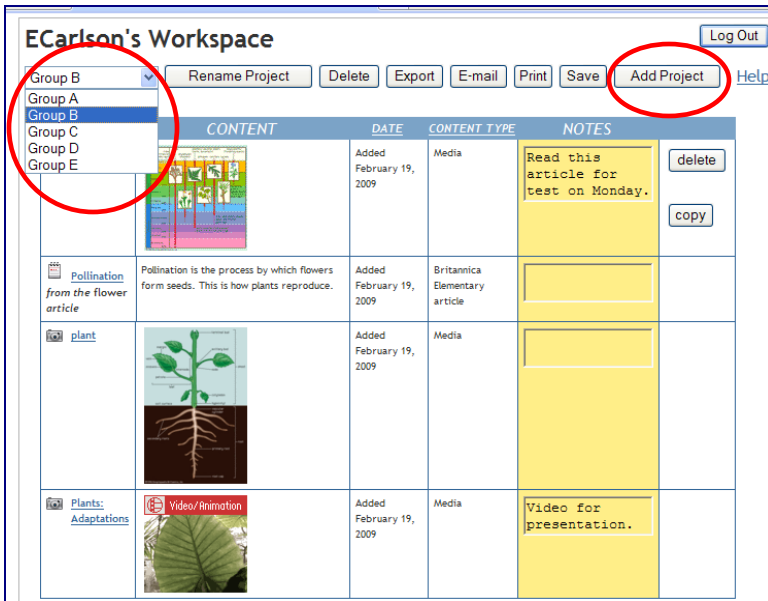 ECarlson's Workspace
Log Out
Group B
Rename Project
Delete
Export
E-mail
Print
Save
Add Project
Help
Group A
Group B
Group C
Group D
Group E
CONTENT
DATE
CONTENT TYPE
NOTES
Added
February 19,
2009
Media
Read this
article for
test on Monday.
delete
copy
Pollination
from the flower
article
Pollination is the process by which flowers
form seeds. This is how plants reproduce.
Added
February 19,
2009
Britannica
Elementary
article
plant
Added
February 19,
2009
Media
Plants:
Adaptations
Video/Animation
Added
February 19,
2009
Media
Video for
presentation.